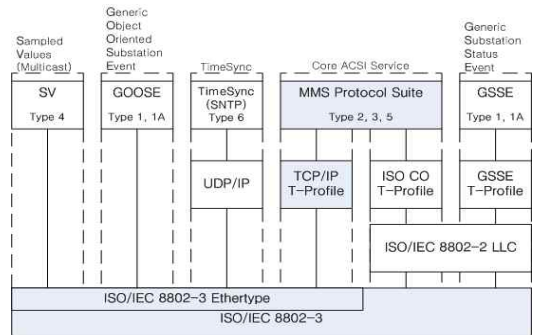 Sampled
Values
(Multicast)
Generic
Object
Oriented
Substation
Event
TimeSync
Core ACSI Service
Generic
Substation
Status
Event
SV
Type 4
GOOSE
Type 1, 1A
TimeSync
(SNTP)
Type 6
MMS Protocol Suite
Type 2, 3, 5
GSSE
Type 1, 1A
UDP/IP
TCP/IP
T-Profile
ISO CO
T-Profile
GSSE
T-Profile
ISO/IEC 8802-2 LLC
ISO/IEC 8802-3 Ethertype
ISO/IEC 8802-3